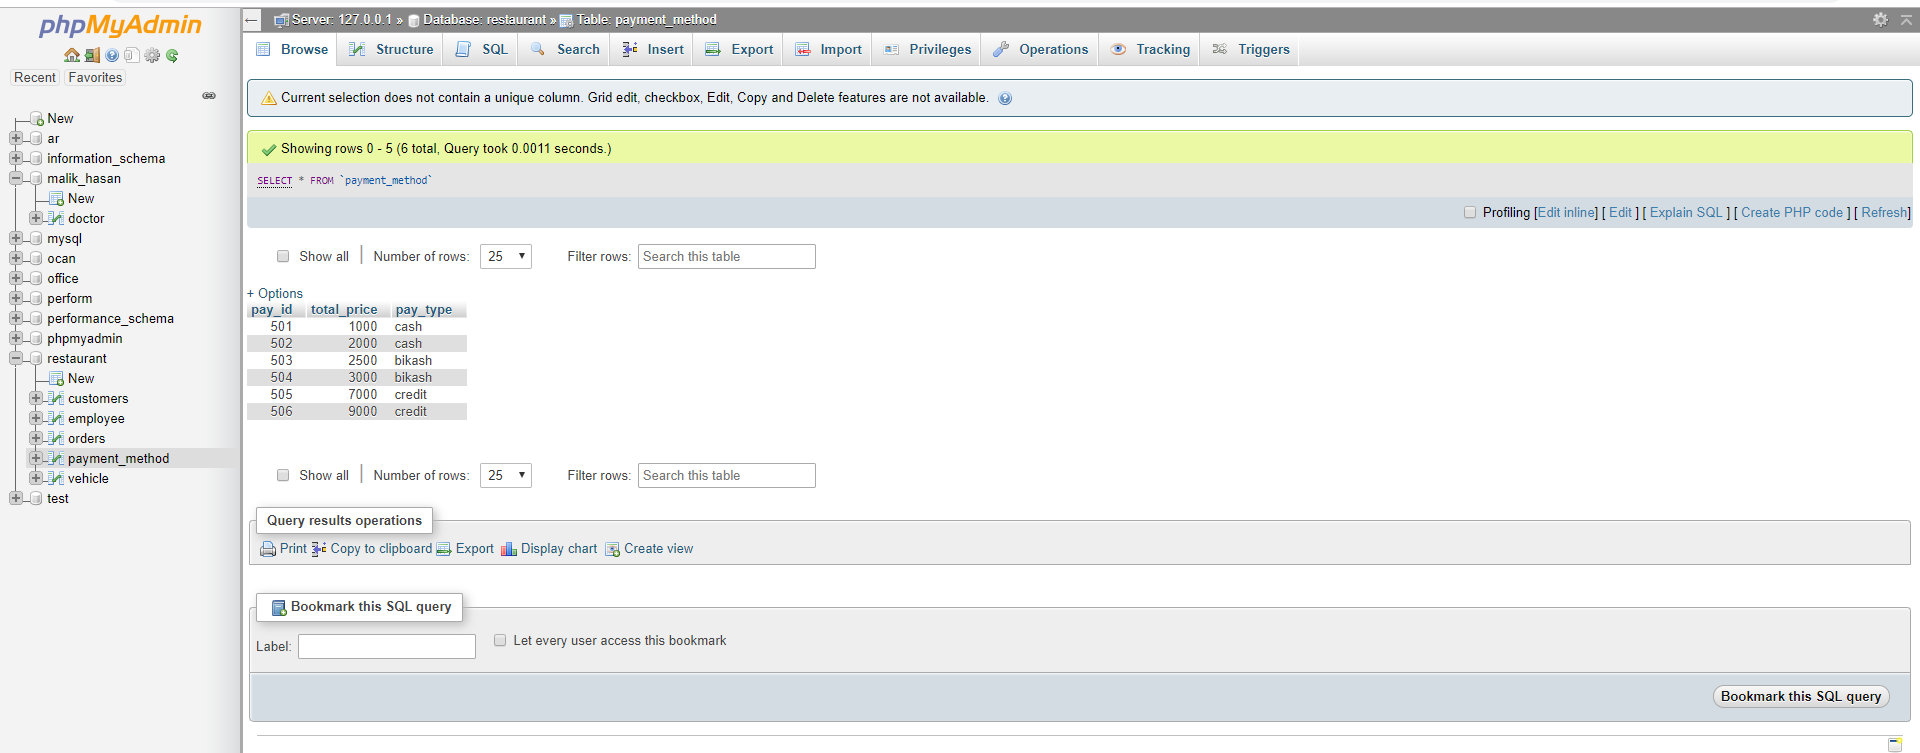 phpMyAdmin
Recent Favorites
New
ar
information_schema
malik_hasan
New
doctor
mysql
ocan
office
perform
performance_schema
phpmyadmin
restaurant
New
customers
employee
orders
payment_method
vehicle
test
Server: 127.0.0.1 » Database: restaurant » Table: payment_method
Browse Structure SQL Search Insert Export Import Privileges Operations Tracking Triggers
Current selection does not contain a unique column. Grid edit, checkbox, Edit, Copy and Delete features are not available.
Showing rows 0 - 5 (6 total, Query took 0.0011 seconds.)
SELECT * FROM `payment_method`
Profiling [Edit inline] [ Edit ] [ Explain SQL ] [ Create PHP code ] [ Refresh]
Show all | Number of rows: 25 Filter rows: Search this table
+ Options
pay_id total_price pay_type
501 1000 cash
502 2000 cash
503 2500 bikash
504 3000 bikash
505 7000 credit
506 9000 credit
Show all | Number of rows: 25 Filter rows: Search this table
Query results operations
Print Copy to clipboard Export Display chart Create view
Bookmark this SQL query
Label: Let every user access this bookmark
Bookmark this SQL query